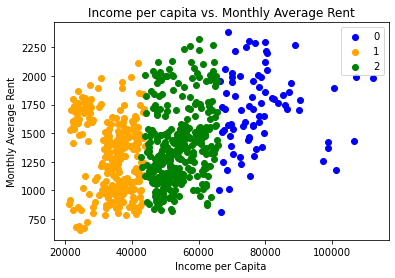 Income per capita vs. Monthly Average Rent
0
1
2
2250
2000
1750
1500
1250
1000
750
Monthly Average Rent
20000 40000 60000 80000 100000
Income per Capita